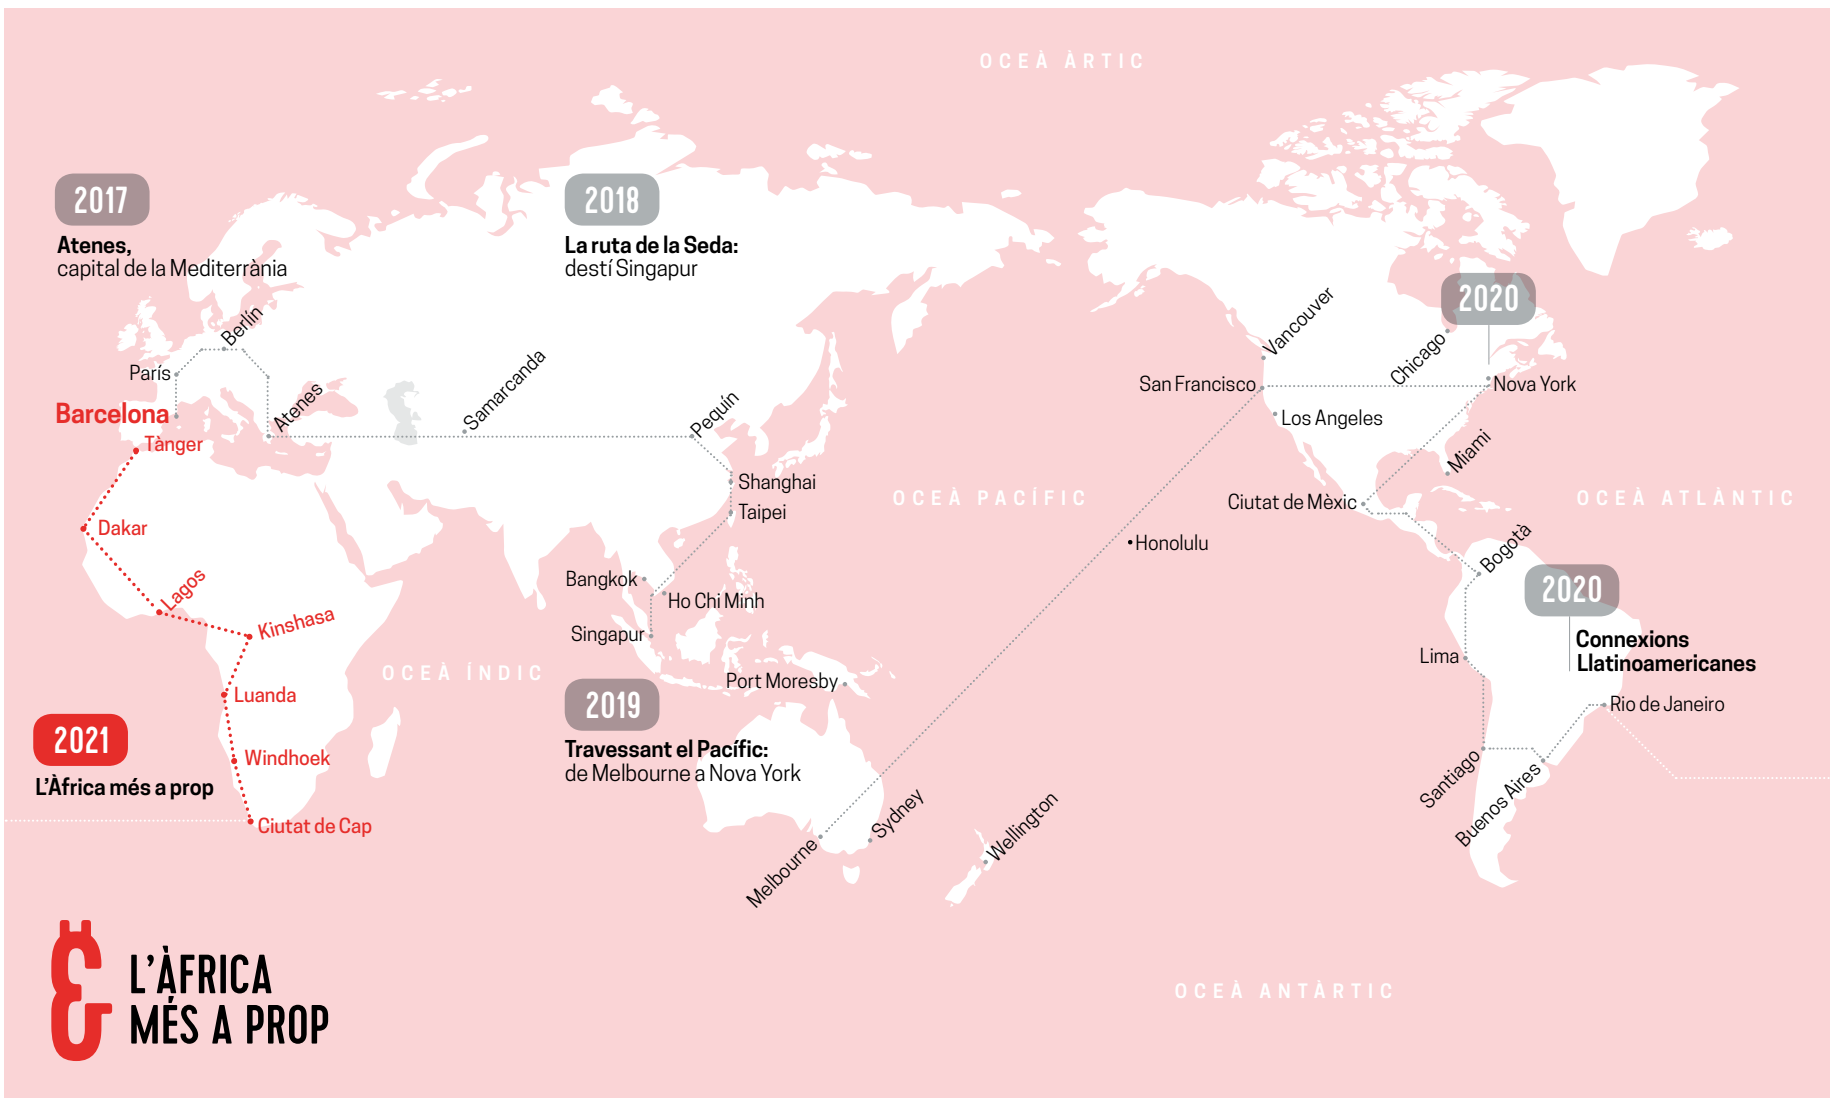 OCEÀ ÀRTIC
2017
Atenes,
capital de la Mediterrània
2018
La ruta de la Seda:
destí Singapur
2020
Berlín
París
Barcelona
Atenes
Samarcanda
Pequín
Shanghai
Taipei
Bangkok
Ho Chi Minh
Singapur
Port Moresby
Tànger
Dakar
Lagos
Kinshasa
Luanda
Windhoek
Ciutat de Cap
OCEÀ ÍNDIC
OCEÀ PACÍFIC
OCEÀ ATLÀNTIC
Vancouver
San Francisco
Los Angeles
Chicago
Nova York
Miami
Ciutat de Mèxic
Honolulu
Bogotà
2020
Connexions
Llatinoamericanes
Lima
Rio de Janeiro
Santiago
Buenos Aires
2019
Travessant el Pacífic:
de Melbourne a Nova York
Melbourne
Sydney
Wellington
2021
L'Àfrica més a prop
OCEÀ ANTÀRTIC
L'ÀFRICA
MÉS A PROP